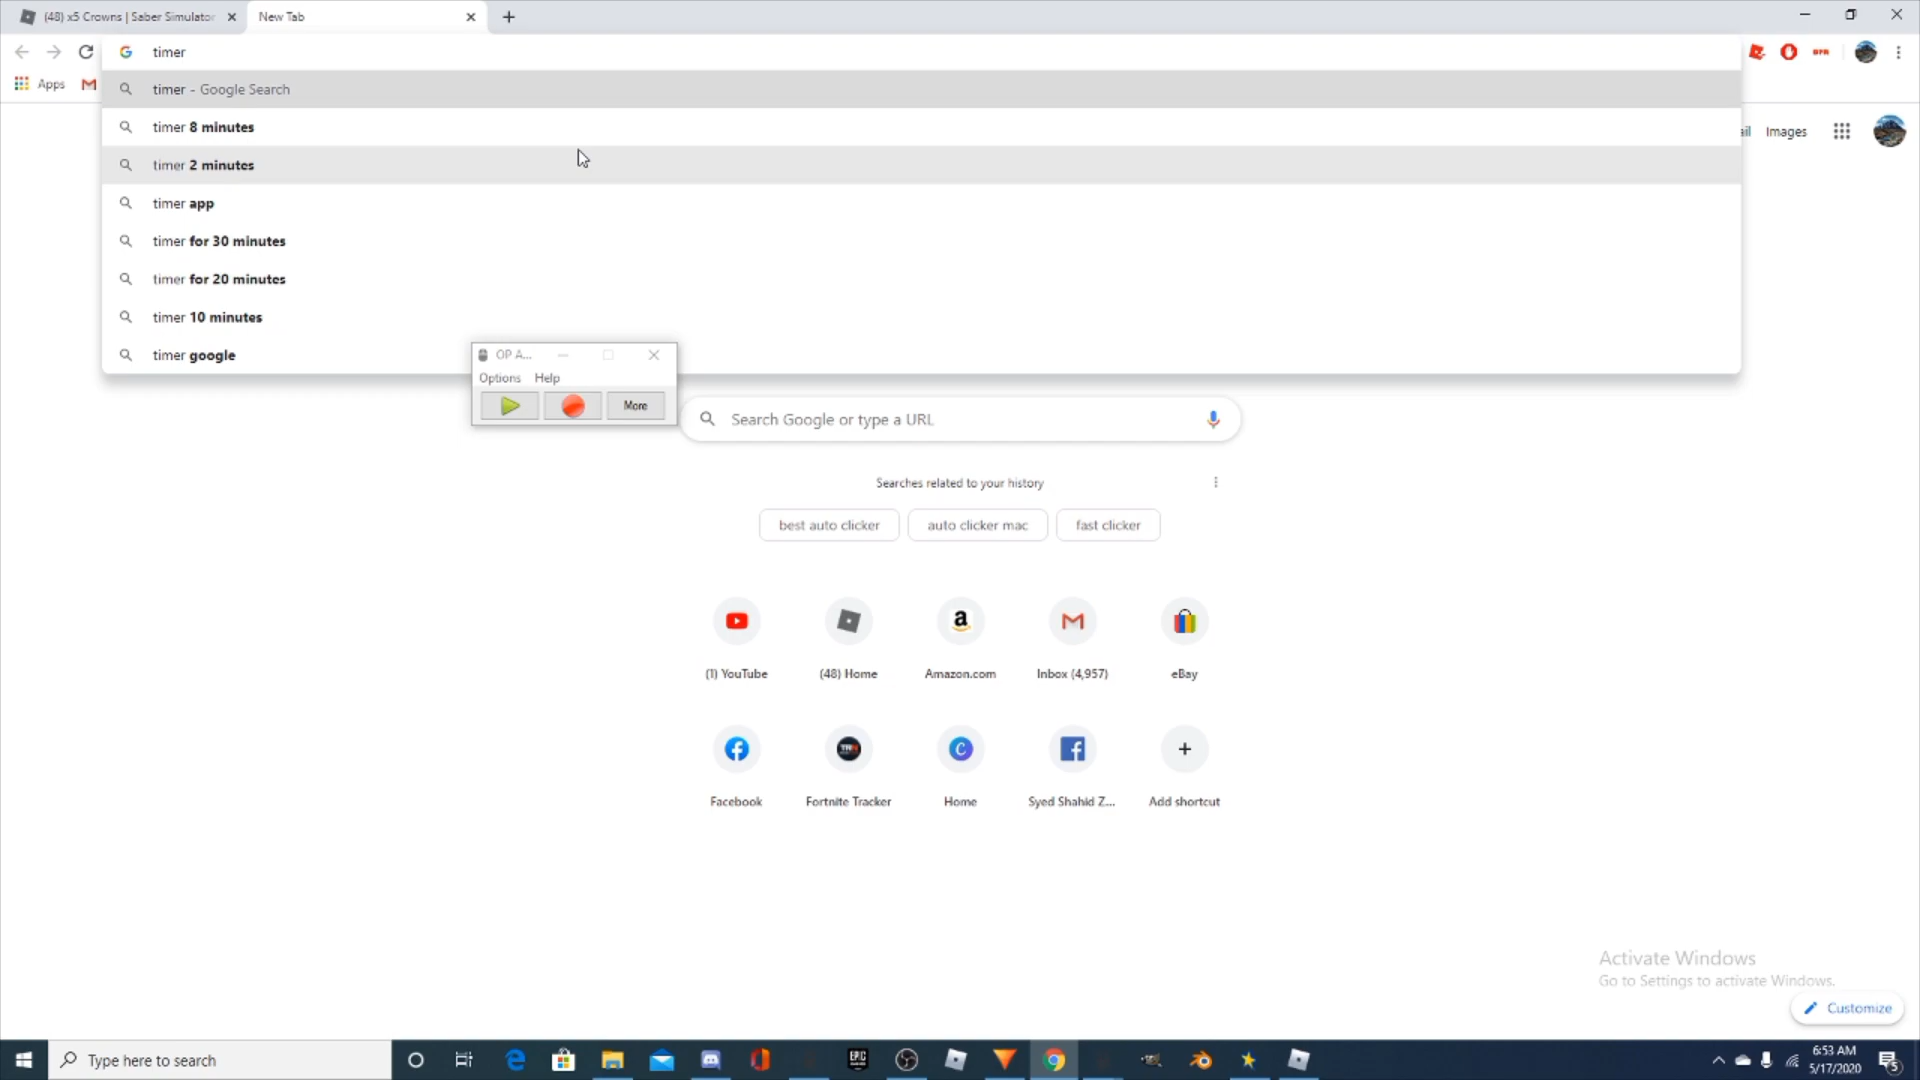 (48) x5 Crowns | Saber Simulator
New Tab
timer
Apps
timer - Google Search
timer 8 minutes
Images
timer 2 minutes
timer app
timer for 30 minutes
timer for 20 minutes
timer 10 minutes
timer google
OP A...
Options Help
More
Search Google or type a URL
Searches related to your history
best auto clicker
auto clicker mac
fast clicker
(1) YouTube
(48) Home
Amazon.com
Inbox (4,957)
eBay
Facebook
Fortnite Tracker
Home
Syed Shahid Z...
Add shortcut
Activate Windows
Go to Settings to activate Windows.
Customize
Type here to search
EPIC
6:53 AM
5/17/2020
5